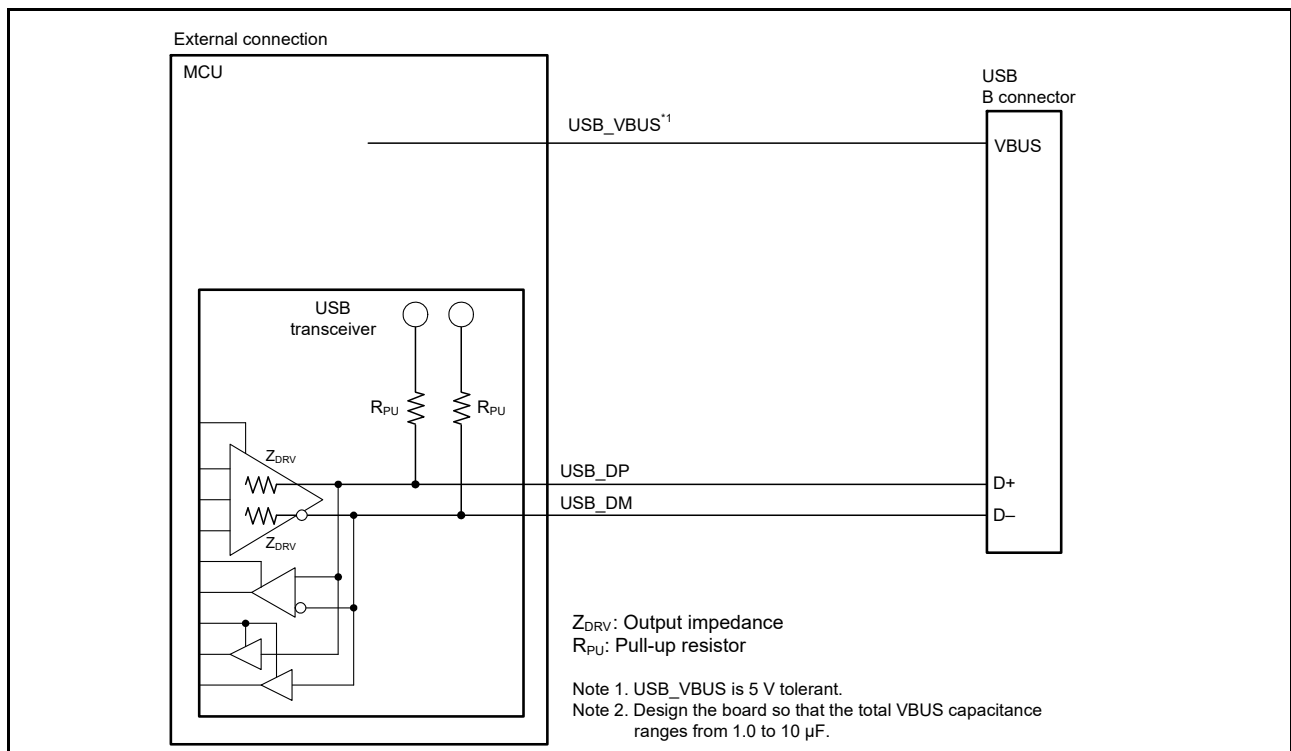 External connection
MCU
USB
B connector
USB_VBUS*1
VBUS
USB
transceiver
RPU
RPU
ZDRV
USB_DP
D+
USB_DM
D–
ZDRV
ZDRV: Output impedance
RPU: Pull-up resistor
Note 1. USB_VBUS is 5 V tolerant.
Note 2. Design the board so that the total VBUS capacitance
ranges from 1.0 to 10 µF.